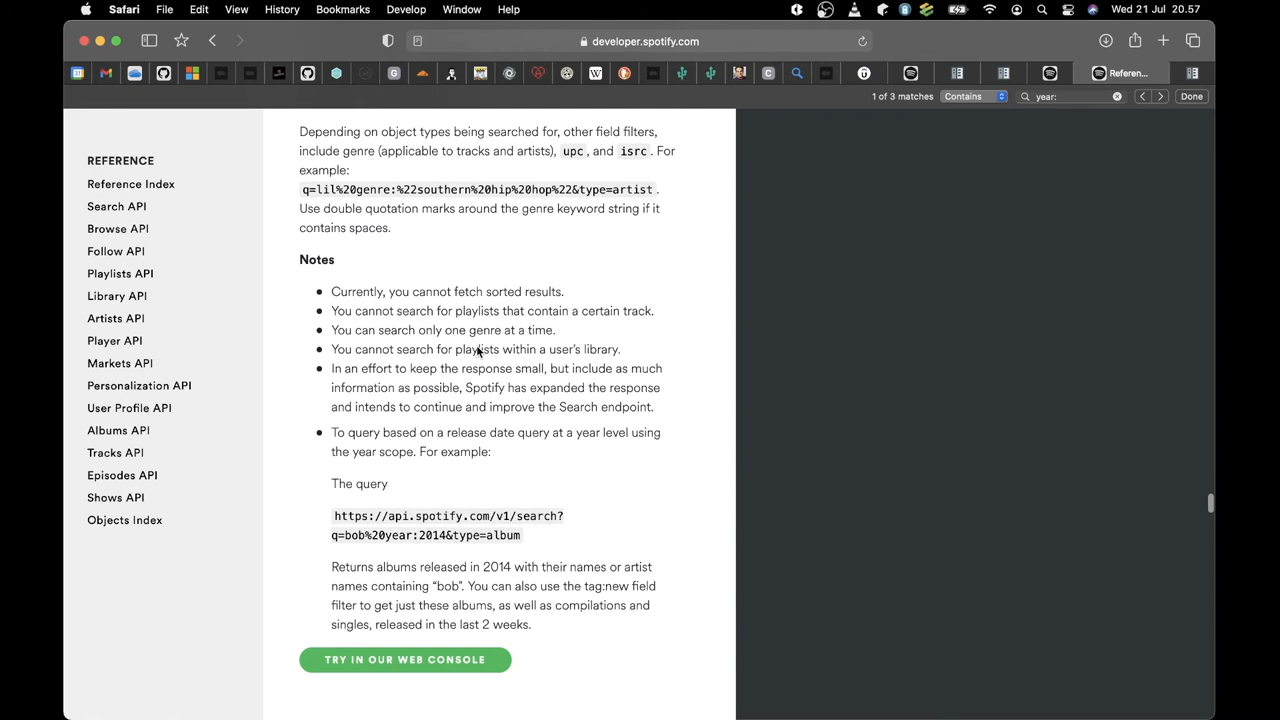 Safari File Edit View History Bookmarks Develop Window Help Wed 21 Jul 20.57
developer.spotify.com
Referen...
1 of 3 matches Contains year: Done
REFERENCE
Reference Index
Search API
Browse API
Follow API
Playlists API
Library API
Artists API
Player API
Markets API
Personalization API
User Profile API
Albums API
Tracks API
Episodes API
Shows API
Objects Index
Depending on object types being searched for, other field filters,
include genre (applicable to tracks and artists), upc, and isrc. For
example:
q=lil%20genre:%22southern%20hip%20hop%22&type=artist.
Use double quotation marks around the genre keyword string if it
contains spaces.
Notes
Currently, you cannot fetch sorted results.
You cannot search for playlists that contain a certain track.
You can search only one genre at a time.
You cannot search for playlists within a user's library.
In an effort to keep the response small, but include as much
information as possible, Spotify has expanded the response
and intends to continue and improve the Search endpoint.
To query based on a release date query at a year level using
the year scope. For example:
The query
https://api.spotify.com/v1/search?
q=bob%20year:2014&type=album
Returns albums released in 2014 with their names or artist
names containing “bob”. You can also use the tag:new field
filter to get just these albums, as well as compilations and
singles, released in the last 2 weeks.
TRY IN OUR WEB CONSOLE